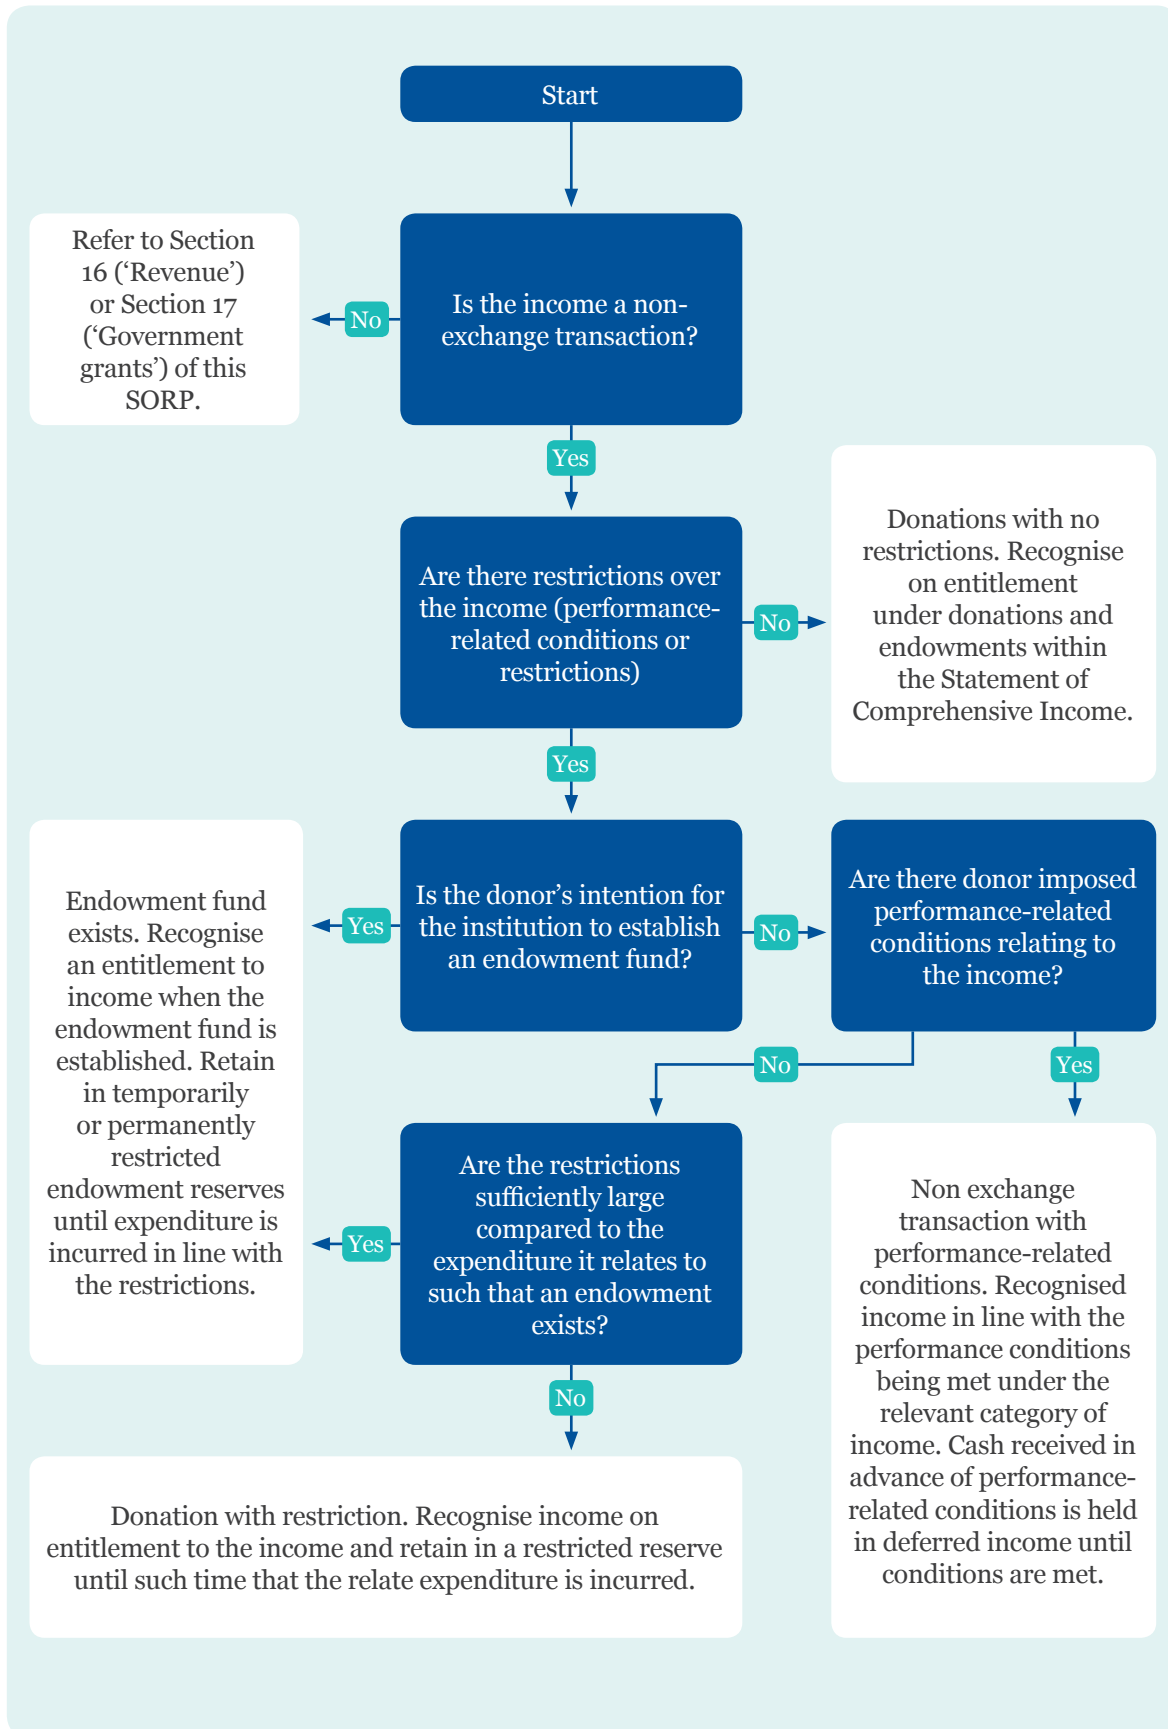 Start
Refer to Section
16 (‘Revenue’)
or Section 17
(‘Government
grants’) of this
SORP.
No
Is the income a non-
exchange transaction?
Yes
Are there restrictions over
the income (performance-
related conditions or
restrictions)
No
Donations with no
restrictions. Recognise
on entitlement
under donations and
endowments within
the Statement of
Comprehensive Income.
Yes
Endowment fund
exists. Recognise
an entitlement to
income when the
endowment fund is
established. Retain
in temporarily
or permanently
restricted
endowment reserves
until expenditure is
incurred in line with
the restrictions.
Yes
Is the donor’s intention for
the institution to establish
an endowment fund?
No
Are there donor imposed
performance-related
conditions relating to
the income?
No
Yes
Yes
Are the restrictions
sufficiently large
compared to the
expenditure it relates to
such that an endowment
exists?
Non exchange
transaction with
performance-related
conditions. Recognised
income in line with the
performance conditions
being met under the
relevant category of
income. Cash received in
advance of performance-
related conditions is held
in deferred income until
conditions are met.
No
Donation with restriction. Recognise income on
entitlement to the income and retain in a restricted reserve
until such time that the relate expenditure is incurred.